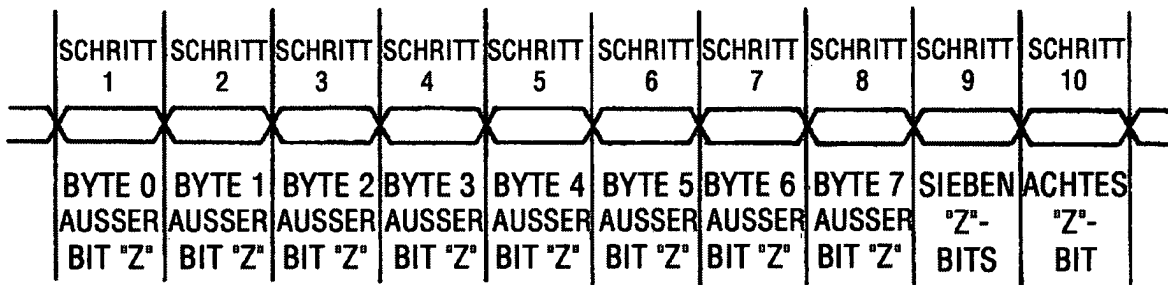 SCHRITT SCHRITT SCHRITT SCHRITT SCHRITT SCHRITT SCHRITT SCHRITT SCHRITT SCHRITT
1 2 3 4 5 6 7 8 9 10
BYTE 0 BYTE 1 BYTE 2 BYTE 3 BYTE 4 BYTE 5 BYTE 6 BYTE 7 SIEBEN ACHTES
AUSSER AUSSER AUSSER AUSSER AUSSER AUSSER AUSSER AUSSER "Z"- "Z"-
BIT "Z" BIT "Z" BIT "Z" BIT "Z" BIT "Z" BIT "Z" BIT "Z" BIT "Z" BITS BIT